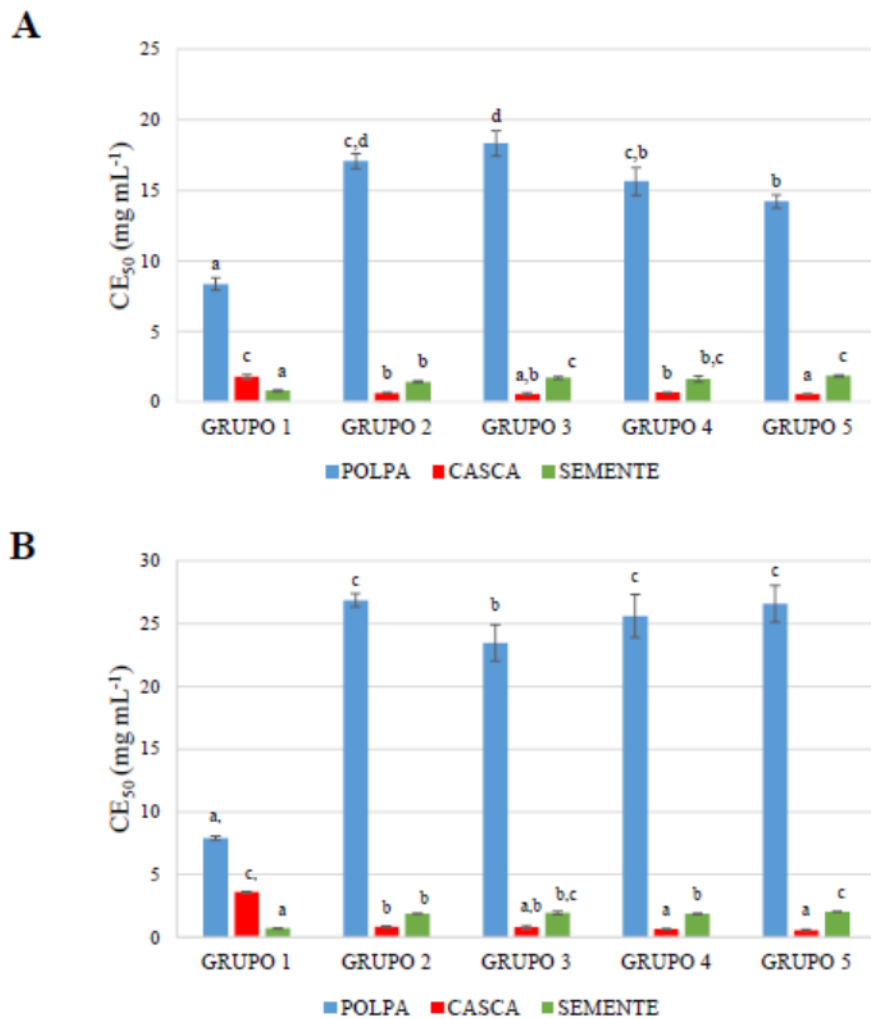 A
CE₅₀ (mg mL⁻¹)
25
20
15
10
5
0
a
c
a
c,d
b
b
d
a,b
c
c,b
b
b,c
b
a
c
GRUPO 1 GRUPO 2 GRUPO 3 GRUPO 4 GRUPO 5
POLPA CASCA SEMENTE
B
CE₅₀ (mg mL⁻¹)
30
25
20
15
10
5
0
a,
c,
a
c
b
b
b
a,b
b,c
c
a
b
c
a
c
GRUPO 1 GRUPO 2 GRUPO 3 GRUPO 4 GRUPO 5
POLPA CASCA SEMENTE